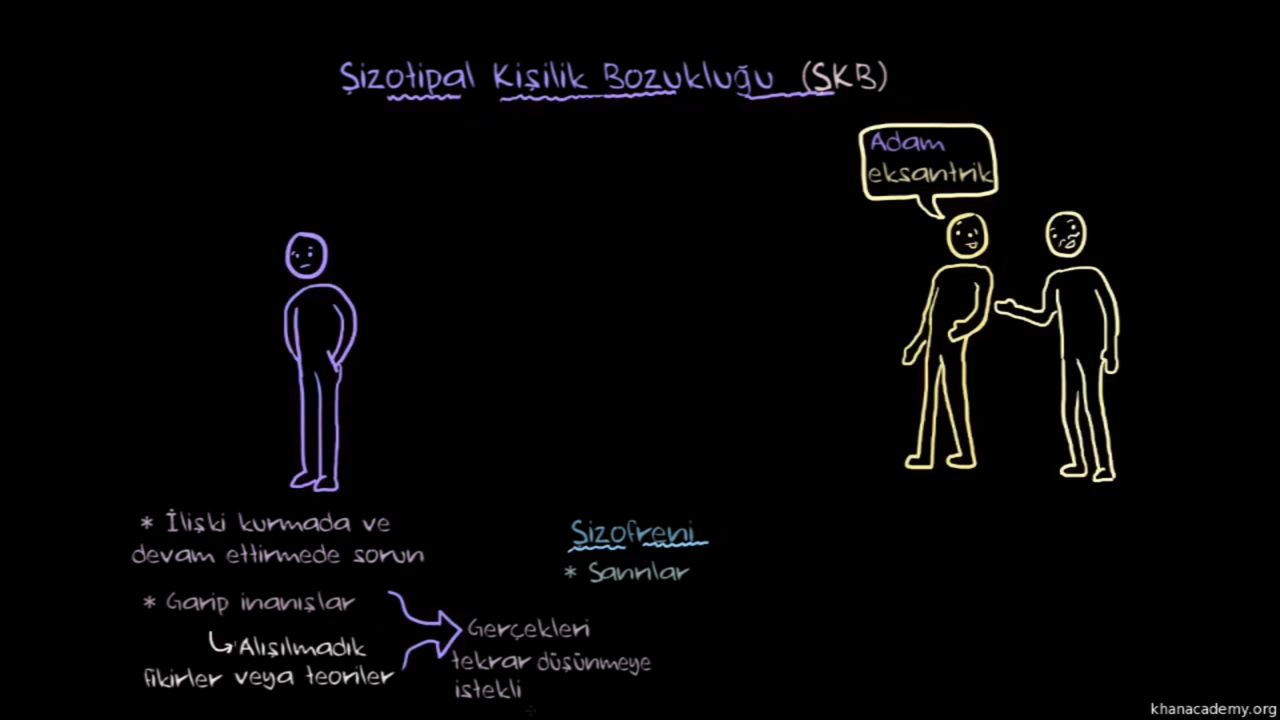 Şizotipal Kişilik Bozukluğu (ŞKB)
Adam
eksantrik
* İlişki kurmada ve
devam ettirmede sorun
* Garip inanışlar
Alışılmadık
fikirler veya teoriler
Şizofreni
* Sanrılar
Gerçekleri
tekrar düşünmeye
istekli
khanacademy.org